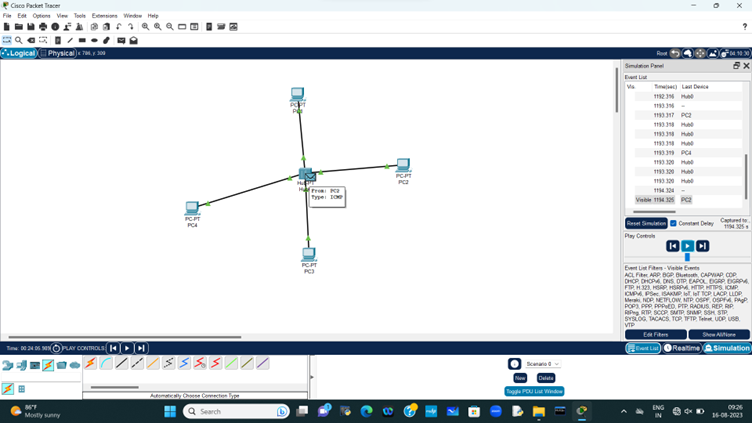 Cisco Packet Tracer
File Edit Options View Tools Extensions Window Help
Logical Physical x 786, y 300
Root 04:10:30
Simulation Panel
Event List
Vis. Time(sec) Last Device
1192.316 Hub0
1193.316 --
1193.317 PC2
1193.318 Hub0
1193.318 Hub0
1193.318 Hub0
1193.319 PC4
1193.320 Hub0
1193.320 Hub0
1193.320 Hub0
1194.324 --
Visible 1194.325 PC2
Reset Simulation Constant Delay Captured to:
1194.325 s
Play Controls
Event List Filters - Visible Events
ACL Filter, ARP, BGP, Bluetooth, CAPWAP, CDP,
DHCP, DHCPv6, DNS, DTP, EAPOL, EIGRP, EIGRPv6,
FTP, H.323, HSRP, HSRPv6, HTTP, HTTPS, ICMP,
ICMPv6, IPSec, ISAKMP, IoT, IoT TCP, LACP, LLDP,
Meraki, NDP, NETFLOW, NTP, OSPF, OSPFv6, PAgP,
POP3, PPP, PPPoED, PTP, RADIUS, REP, RIP,
RIPng, RTP, SCCP, SMTP, SNMP, SSH, STP,
SYSLOG, TACACS, TCP, TFTP, Telnet, UDP, USB,
VTP
Edit Filters Show All/None
Event List Realtime Simulation
PC-PT
PC-PT
PC2
From: PC2
Type: ICMP
PC-PT
PC4
PC-PT
PC3
Time: 00:24:06.989 PLAY CONTROLS:
Scenario 0
New Delete
Toggle PDU List Window
Automatically Choose Connection Type
86°F
Mostly sunny
Search
ENG
IN
09:26
16-08-2023